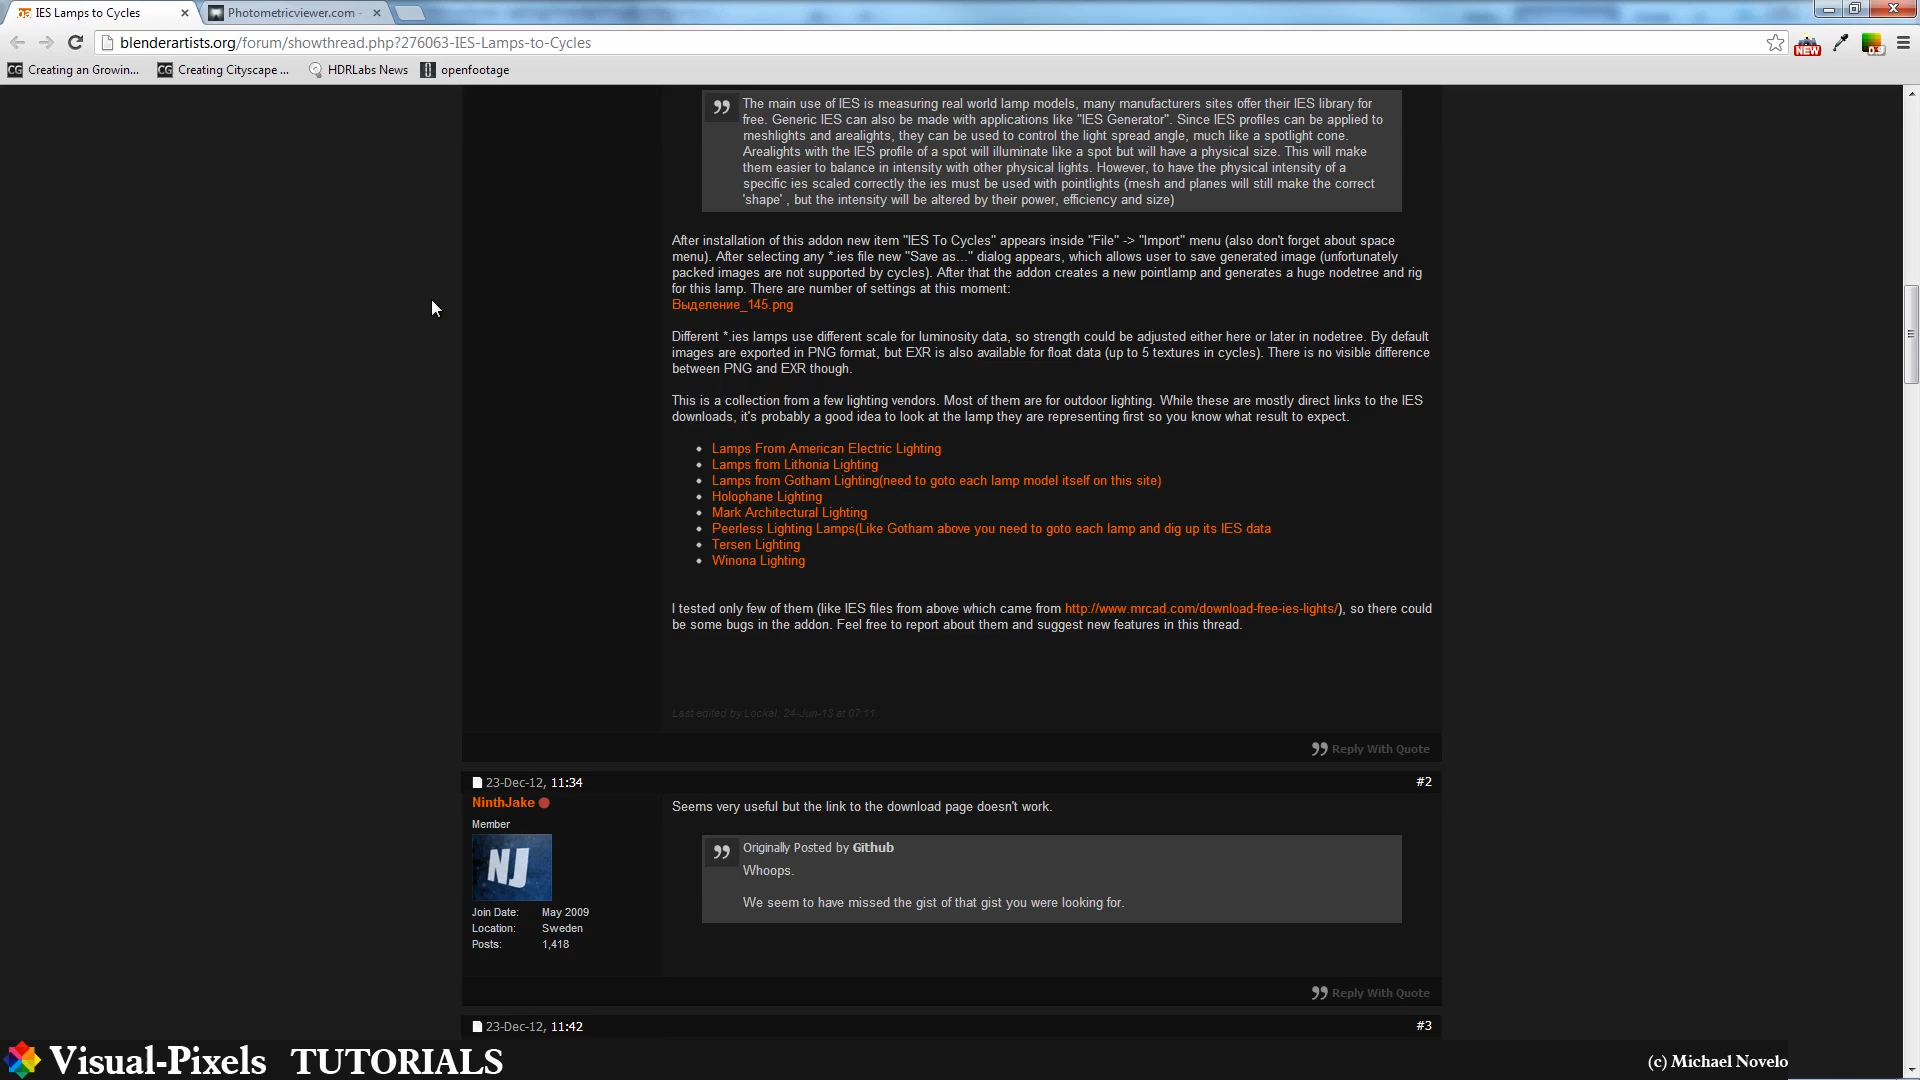 IES Lamps to Cycles
Photometricviewer.com
blenderartists.org/forum/showthread.php?276063-IES-Lamps-to-Cycles
NEW
0.9
CG Creating an Growin...
CG Creating Cityscape ...
HDRLabs News
openfootage
The main use of IES is measuring real world lamp models, many manufacturers sites offer their IES library for
free. Generic IES can also be made with applications like "IES Generator". Since IES profiles can be applied to
meshlights and arealights, they can be used to control the light spread angle, much like a spotlight cone.
Arealights with the IES profile of a spot will illuminate like a spot but will have a physical size. This will make
them easier to balance in intensity with other physical lights. However, to have the physical intensity of a
specific ies scaled correctly the ies must be used with pointlights (mesh and planes will still make the correct
'shape' , but the intensity will be altered by their power, efficiency and size)
After installation of this addon new item "IES To Cycles" appears inside "File" -> "Import" menu (also don't forget about space
menu). After selecting any *.ies file new "Save as..." dialog appears, which allows user to save generated image (unfortunately
packed images are not supported by cycles). After that the addon creates a new pointlamp and generates a huge nodetree and rig
for this lamp. There are number of settings at this moment:
Выделение_145.png
Different *.ies lamps use different scale for luminosity data, so strength could be adjusted either here or later in nodetree. By default
images are exported in PNG format, but EXR is also available for float data (up to 5 textures in cycles). There is no visible difference
between PNG and EXR though.
This is a collection from a few lighting vendors. Most of them are for outdoor lighting. While these are mostly direct links to the IES
downloads, it's probably a good idea to look at the lamp they are representing first so you know what result to expect.
• Lamps From American Electric Lighting
• Lamps from Lithonia Lighting
• Lamps from Gotham Lighting(need to goto each lamp model itself on this site)
• Holophane Lighting
• Mark Architectural Lighting
• Peerless Lighting Lamps(Like Gotham above you need to goto each lamp and dig up its IES data
• Tersen Lighting
• Winona Lighting
I tested only few of them (like IES files from above which came from http://www.mrcad.com/download-free-ies-lights/), so there could
be some bugs in the addon. Feel free to report about them and suggest new features in this thread.
Last edited by Lockal; 24-Jun-13 at 07:11
Reply With Quote
23-Dec-12, 11:34
#2
NinthJake
Member
NJ
Join Date: May 2009
Location: Sweden
Posts: 1,418
Seems very useful but the link to the download page doesn't work.
Originally Posted by Github
Whoops.
We seem to have missed the gist of that gist you were looking for.
Reply With Quote
23-Dec-12, 11:42
#3
Visual-Pixels TUTORIALS
(c) Michael Novelo